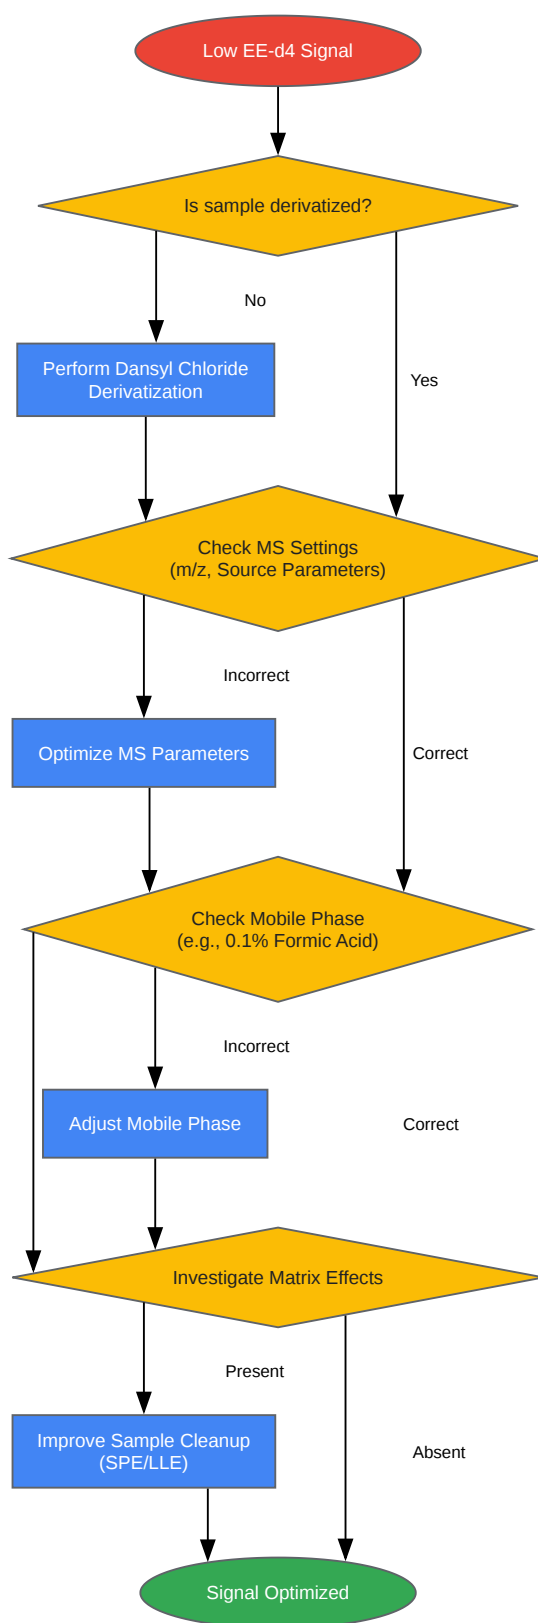 Low EE-d4 Signal
Is sample derivatized?
No
Perform Dansyl Chloride
Derivatization
Yes
Check MS Settings
(m/z, Source Parameters)
Incorrect
Optimize MS Parameters
Correct
Check Mobile Phase
(e.g., 0.1% Formic Acid)
Incorrect
Adjust Mobile Phase
Correct
Investigate Matrix Effects
Present
Improve Sample Cleanup
(SPE/LLE)
Absent
Signal Optimized